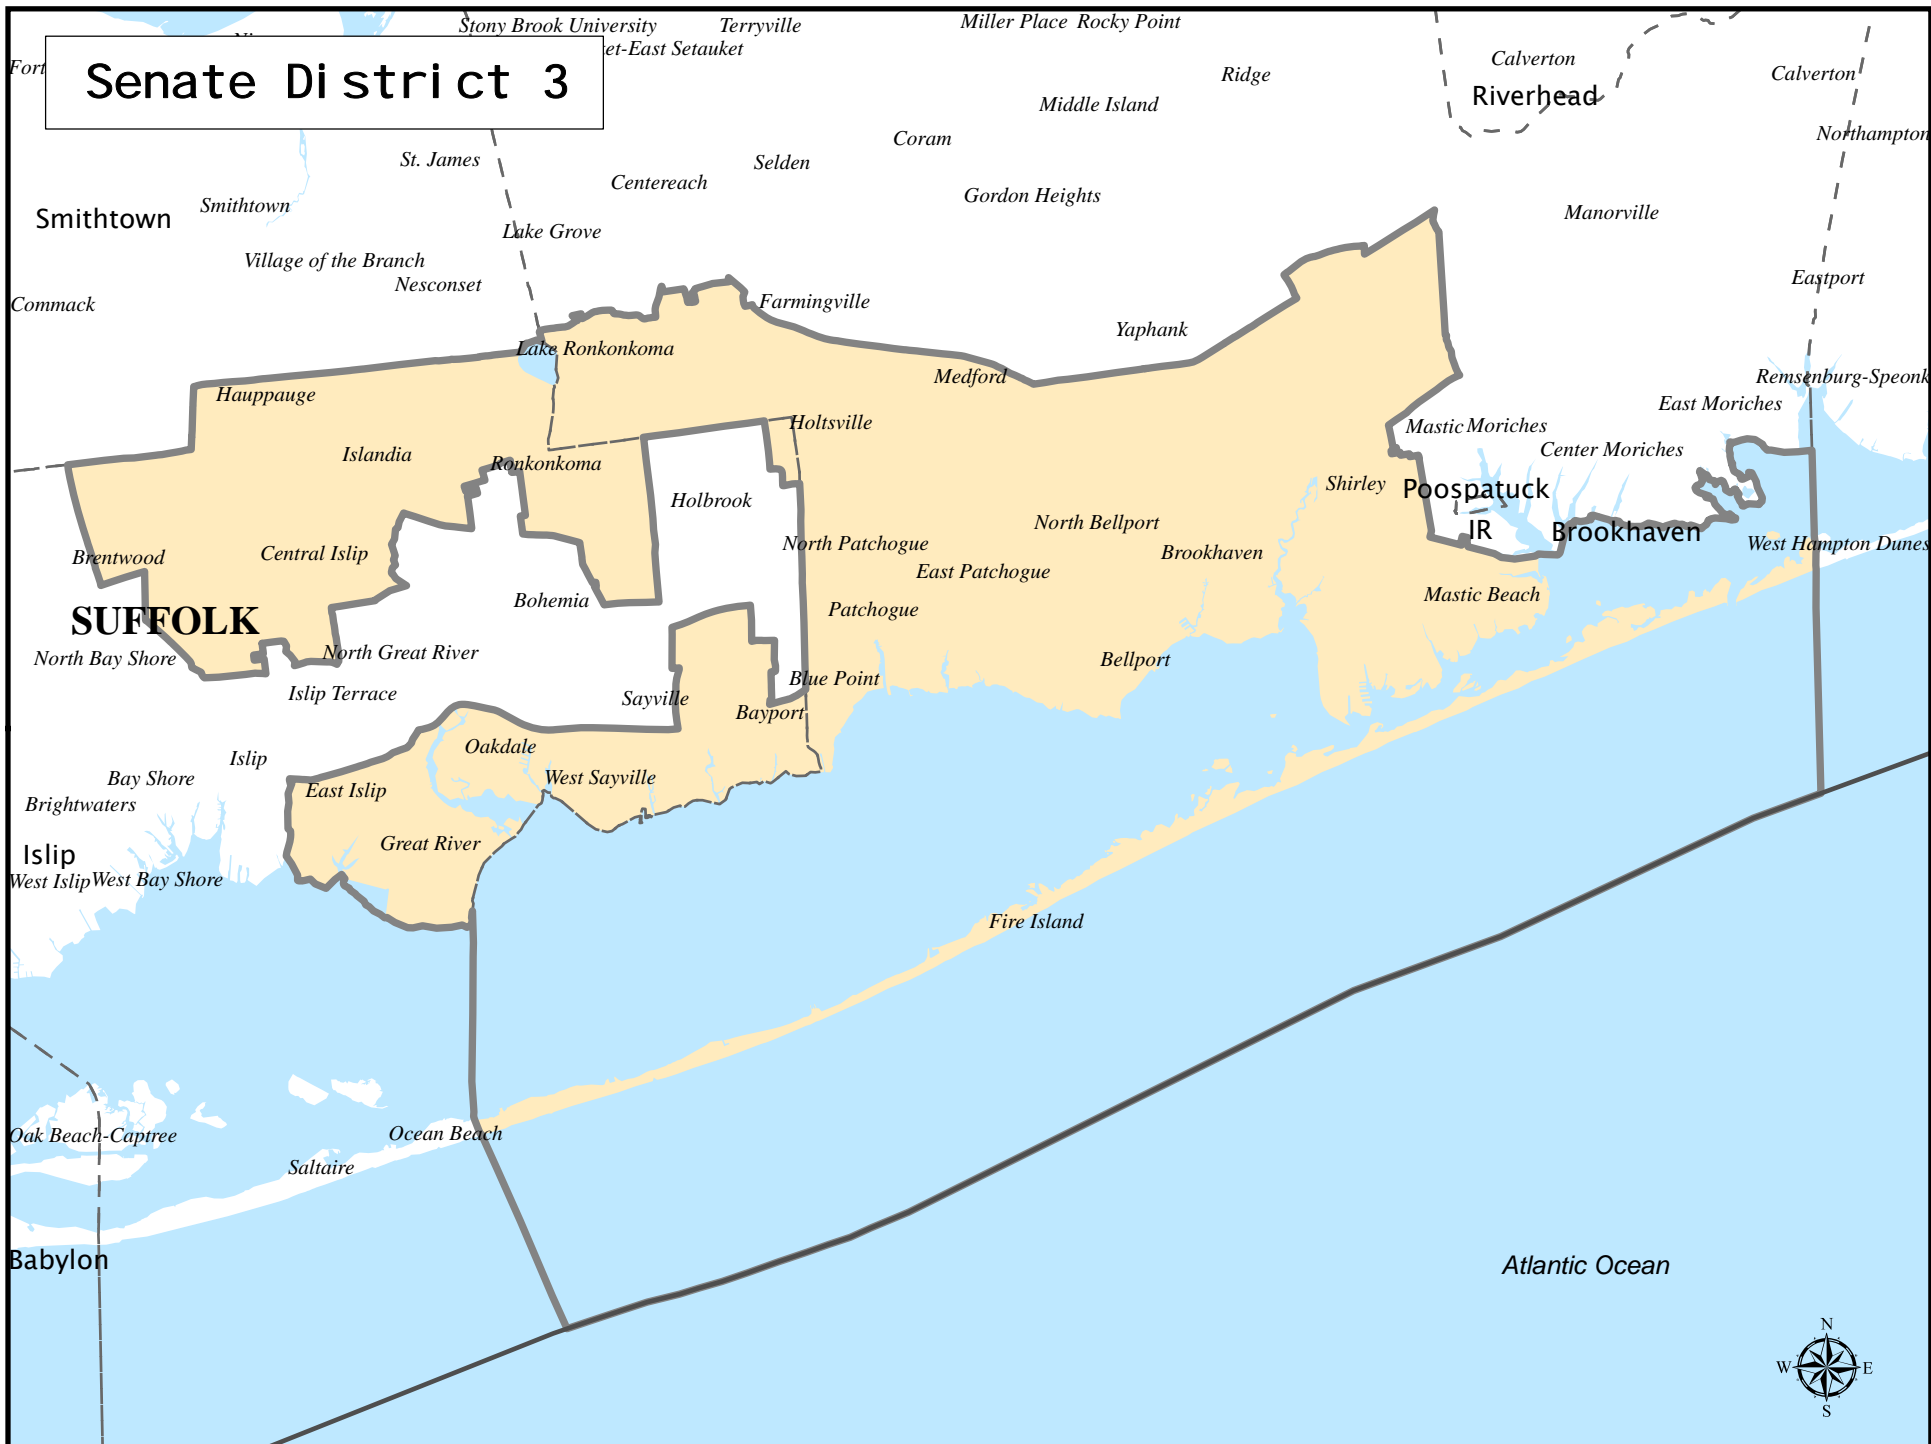 Stony Brook University
Terryville
Miller Place
Rocky Point
et-East Setauket
Fort
Senate District 3
Calverton
Calverton
Ridge
Riverhead
Middle Island
Northampton
Coram
St. James
Selden
Centereach
Gordon Heights
Smithtown
Smithtown
Manorville
Lake Grove
Village of the Branch
Nesconset
Eastport
Commack
Farmingville
Yaphank
Lake Ronkonkoma
Medford
Remsenburg-Speonk
Hauppauge
East Moriches
Holtsville
Mastic
Moriches
Center Moriches
Islandia
Ronkonkoma
Shirley
Poospatuck
Holbrook
North Bellport
IR
Brookhaven
North Patchogue
West Hampton Dunes
Brentwood
Central Islip
Brookhaven
East Patchogue
Bohemia
Mastic Beach
Patchogue
SUFFOLK
North Bay Shore
North Great River
Bellport
Blue Point
Islip Terrace
Sayville
Bayport
Oakdale
Islip
Bay Shore
West Sayville
East Islip
Brightwaters
Great River
Islip
West Islip
West Bay Shore
Fire Island
Oak Beach-Captree
Ocean Beach
Saltaire
Babylon
Atlantic Ocean
N
W
E
S